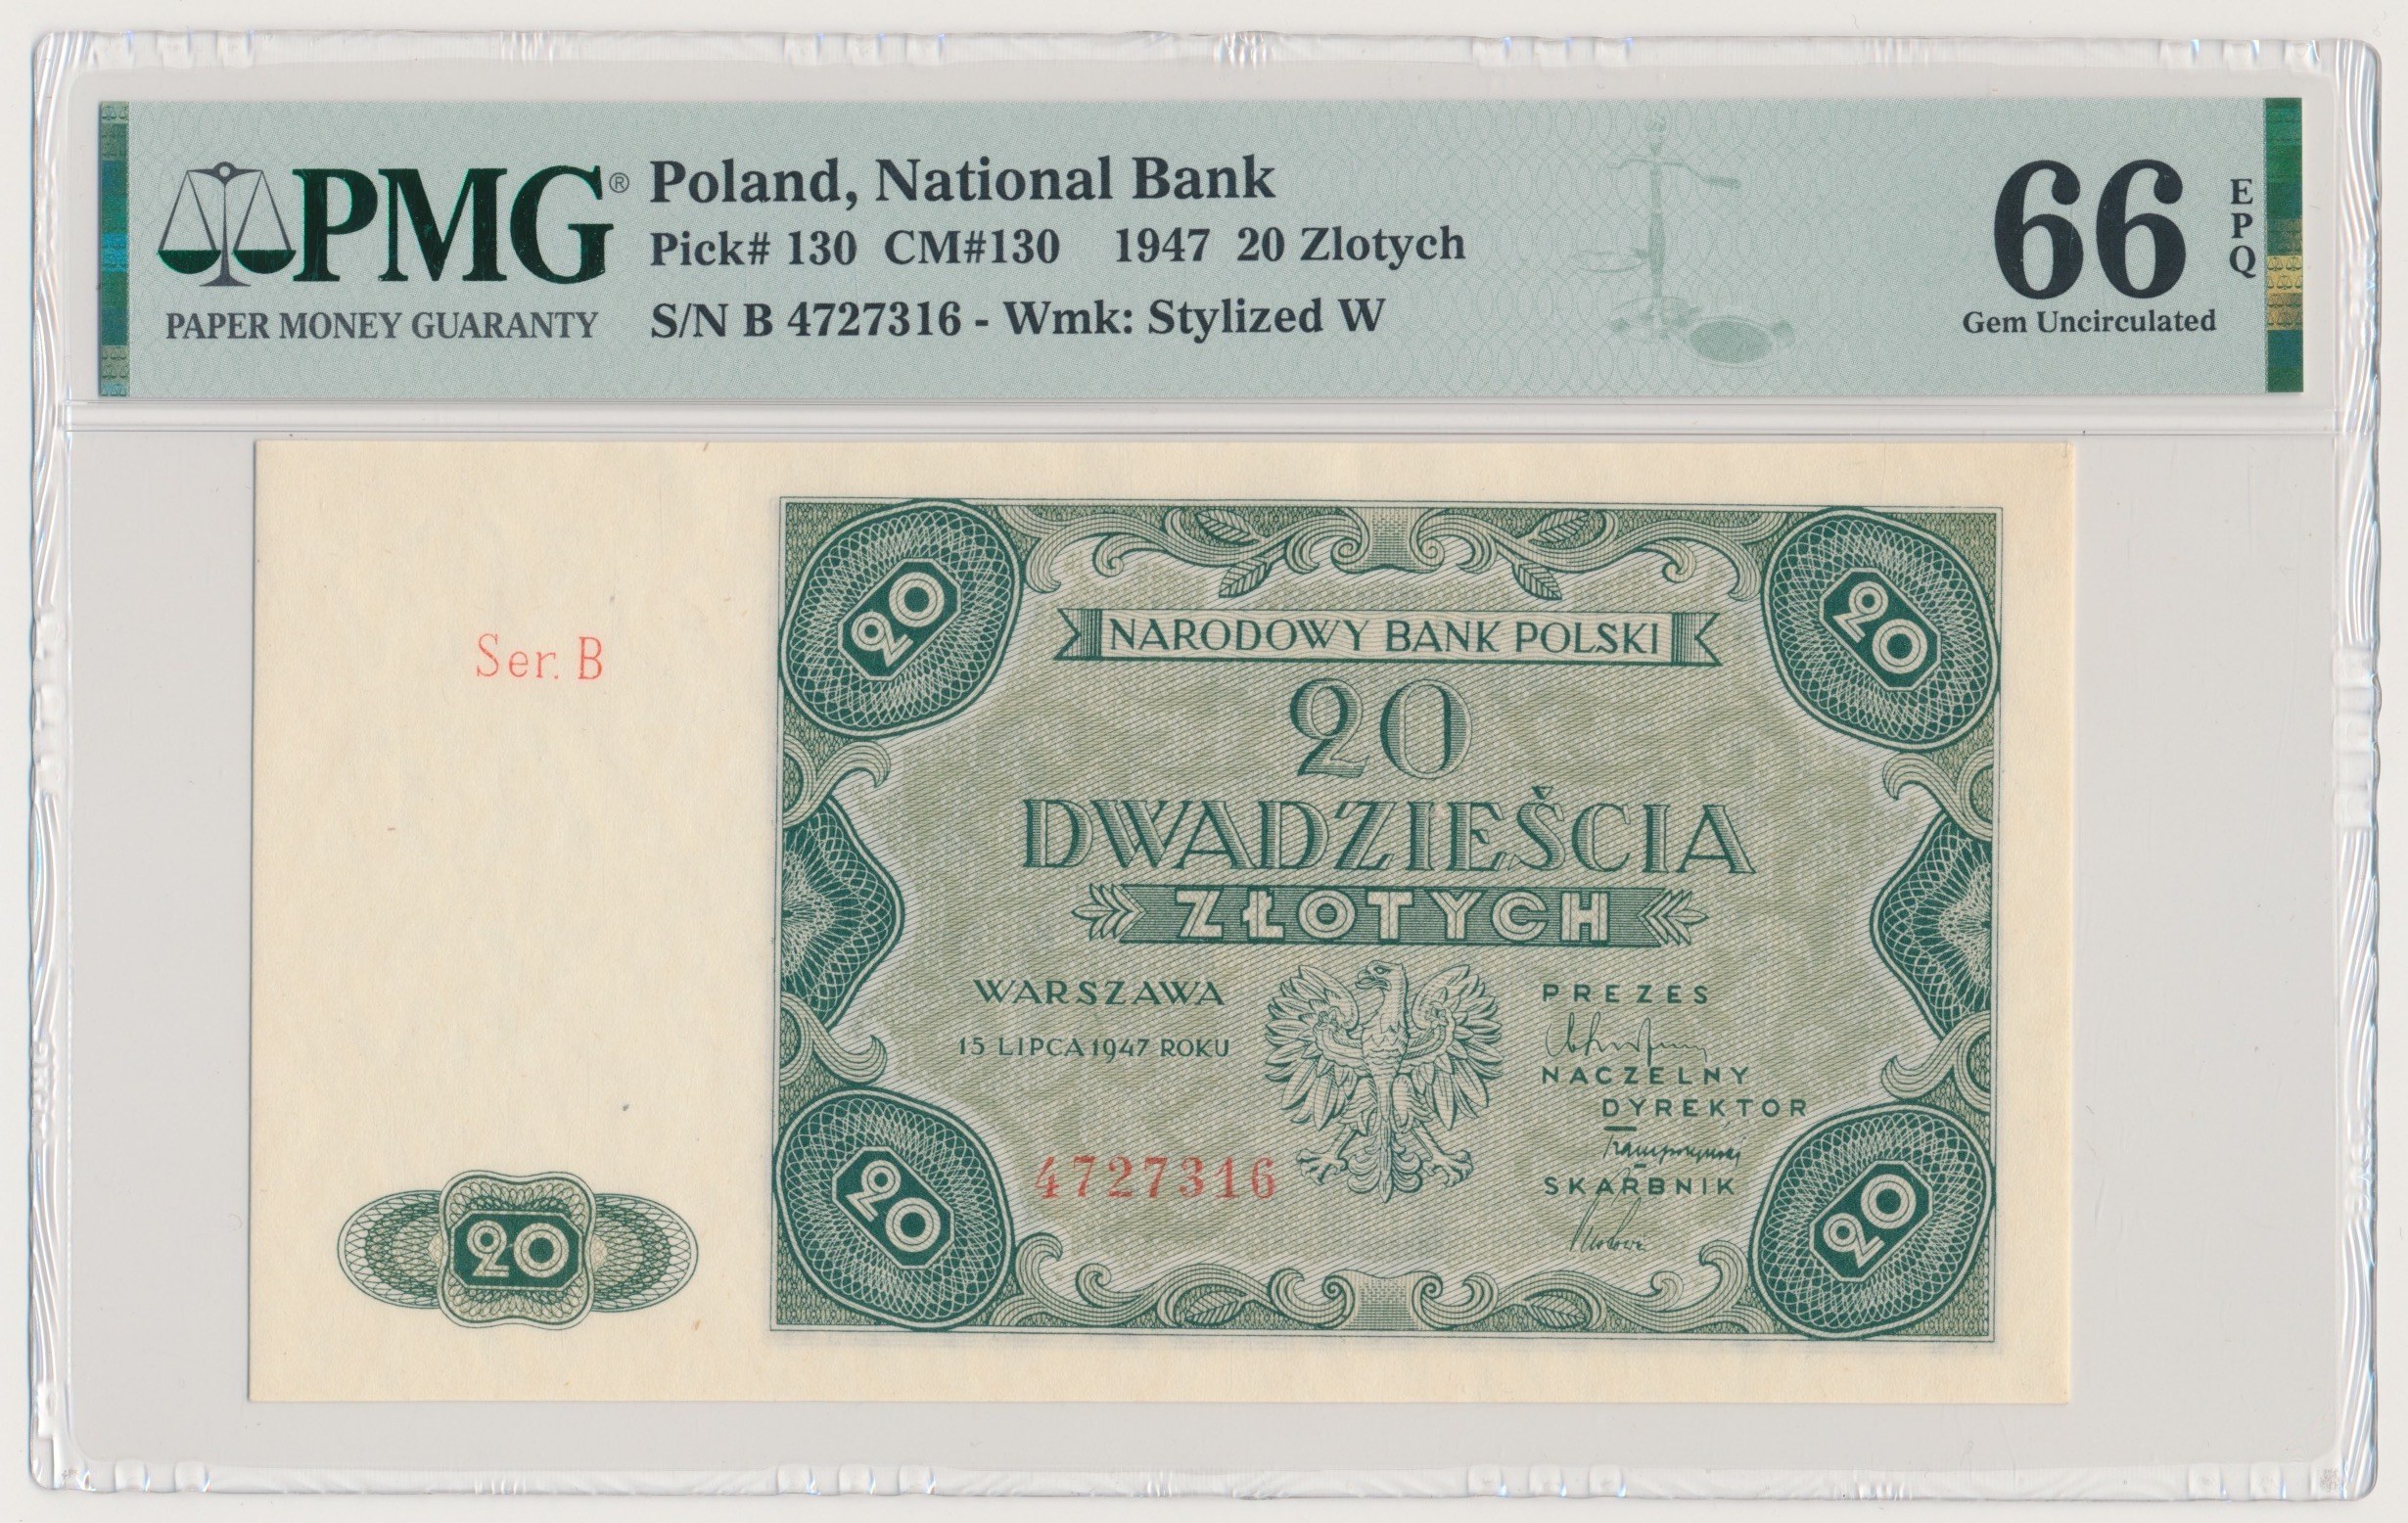 PMG®
PAPER MONEY GUARANTY
Poland, National Bank
Pick# 130 CM#130 1947 20 Zlotych
S/N B 4727316 - Wmk: Stylized W
66
EPQ
Gem Uncirculated
Ser. B
20
20
20
NARODOWY BANK POLSKI
20
DWADZIEŚCIA
ZŁOTYCH
WARSZAWA
15 LIPCA 1947 ROKU
PREZES
NACZELNY
DYREKTOR
SKARBNIK
4727316
20
20